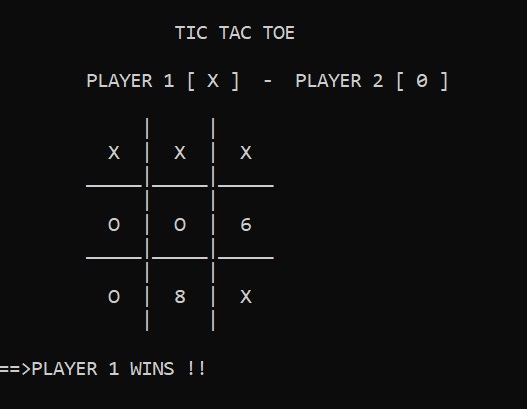 TIC TAC TOE
PLAYER 1 [ X ] - PLAYER 2 [ 0 ]
X | X | X
O | O | 6
O | 8 | X
==>PLAYER 1 WINS !!